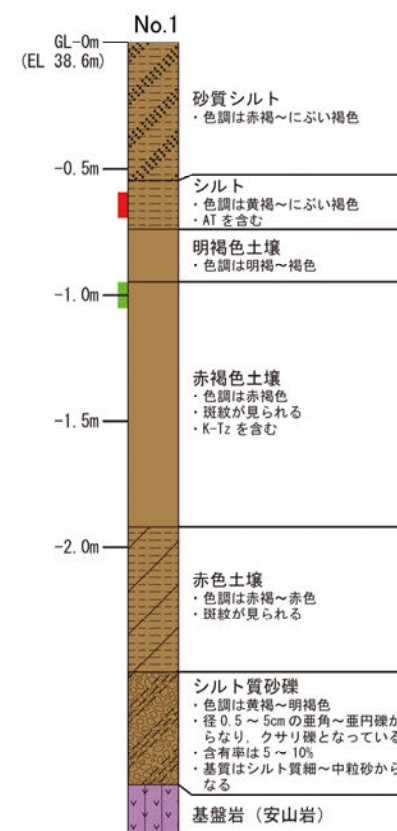 No.1
GL-0m
(EL 38.6m)
砂質シルト
・色調は赤褐～にぶい褐色
-0.5m
シルト
・色調は黄褐～にぶい褐色
・ATを含む
明褐色土壌
・色調は明褐～褐色
-1.0m
赤褐色土壌
・色調は赤褐色
・斑紋が見られる
・K-Tzを含む
-1.5m
-2.0m
赤色土壌
・色調は赤褐～赤色
・斑紋が見られる
シルト質砂礫
・色調は黄褐～明褐色
・径0.5～5cmの亜角～亜円礫か
らなり，クサリ礫となっている
・含有率は5～10%
・基質はシルト質細～中粒砂から
なる
基盤岩（安山岩）